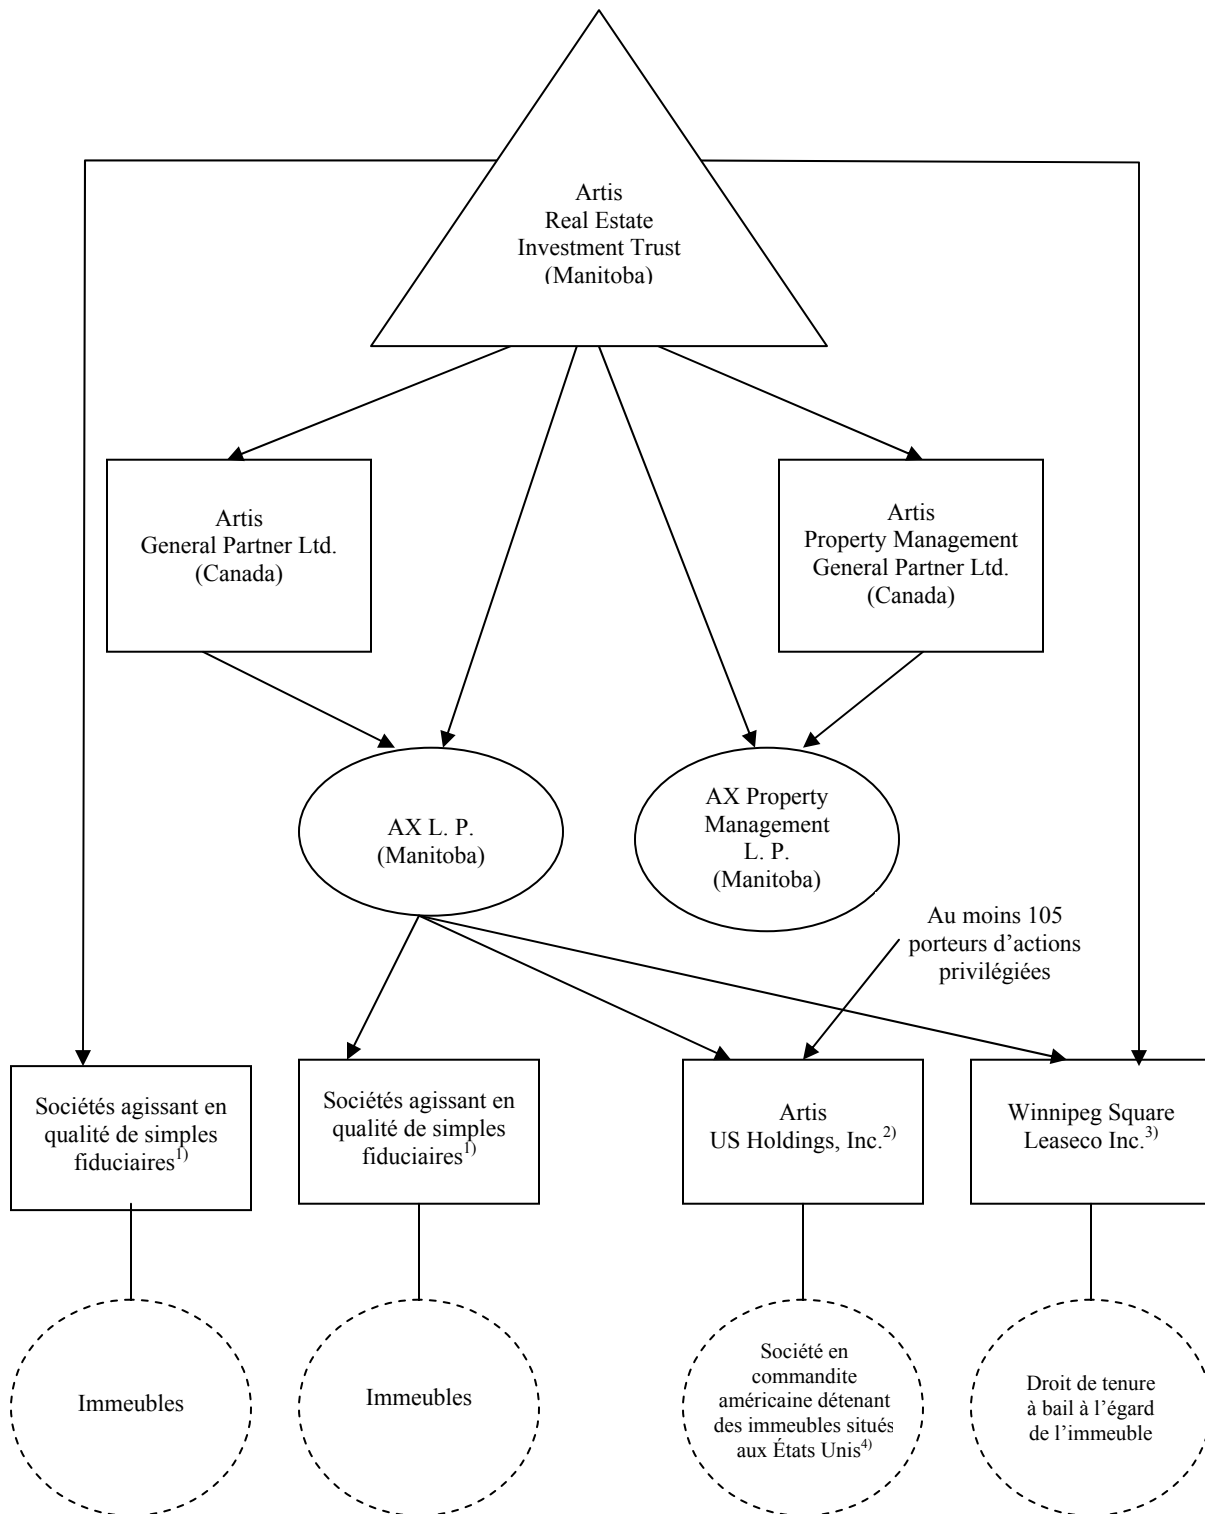 Artis
Real Estate
Investment Trust
(Manitoba)
Artis
General Partner Ltd.
(Canada)
Artis
Property Management
General Partner Ltd.
(Canada)
AX L. P.
(Manitoba)
AX Property
Management
L. P.
(Manitoba)
Au moins 105
porteurs d’actions
privilégiées
Sociétés agissant en
qualité de simples
fiduciaires1)
Sociétés agissant en
qualité de simples
fiduciaires1)
Artis
US Holdings, Inc.2)
Winnipeg Square
Leaseco Inc.3)
Immeubles
Immeubles
Société en
commandite
américaine détenant
des immeubles situés
aux États Unis4)
Droit de tenure
à bail à l’égard
de l’immeuble